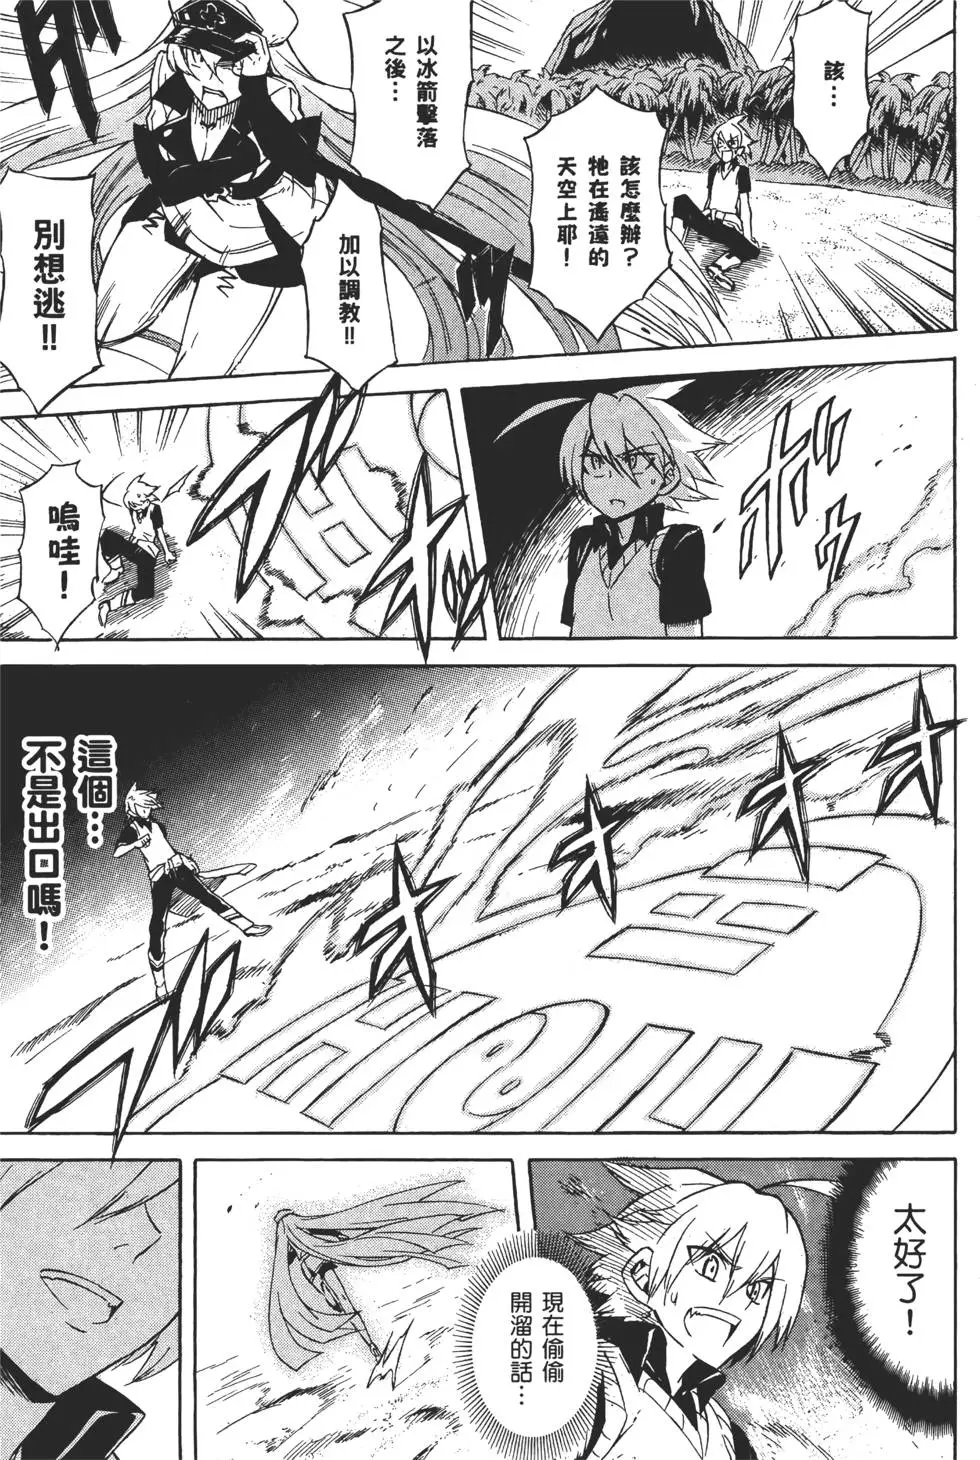 該…
該怎麼辦？
牠在遙遠的
天空上耶！
以冰箭擊落
之後…
加以調教!!
別想逃!!
ボゥ
嗚哇！
這個…
不是出口嗎！
太好了！
現在偷偷
開溜的話…